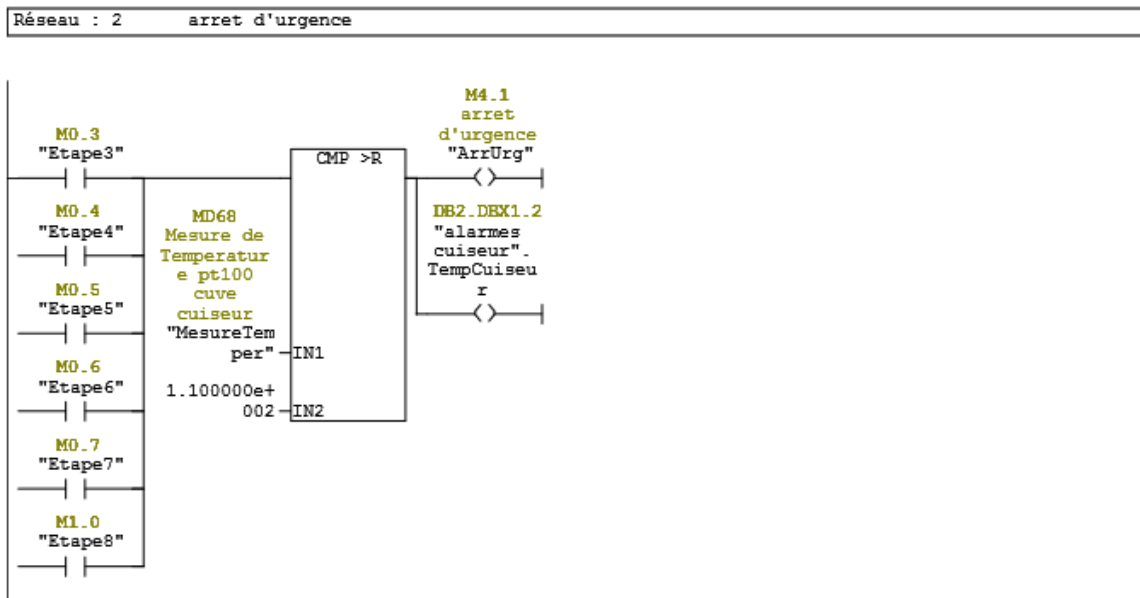 Réseau : 2 arret d'urgence
M4.1
arret
d'urgence
"ArrUrg"
M0.3
"Etape3"
CMP >R
M0.4
"Etape4"
MD68
Mesure de
Temperatur
e pt100
cuve
cuiseur
"MesureTem
per"
IN1
DB2.DBX1.2
"alarmes
cuiseur".
TempCuiseu
r
M0.5
"Etape5"
M0.6
"Etape6"
1.100000e+
002
IN2
M0.7
"Etape7"
M1.0
"Etape8"